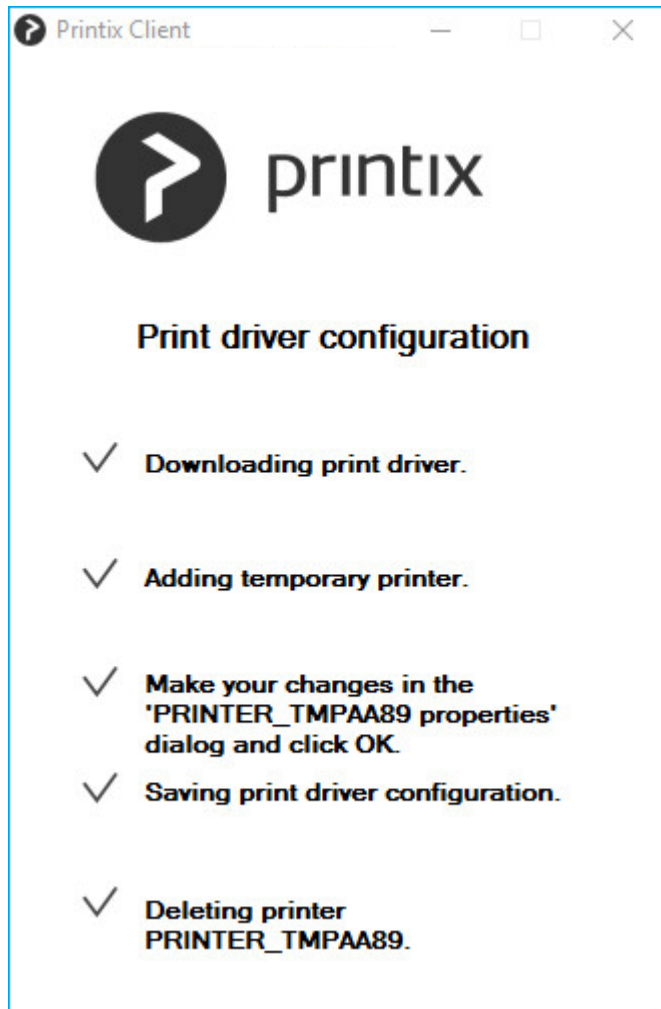 Printix Client
printix
Print driver configuration
Downloading print driver.
Adding temporary printer.
Make your changes in the
'PRINTER_TMPAA89 properties'
dialog and click OK.
Saving print driver configuration.
Deleting printer
PRINTER_TMPAA89.